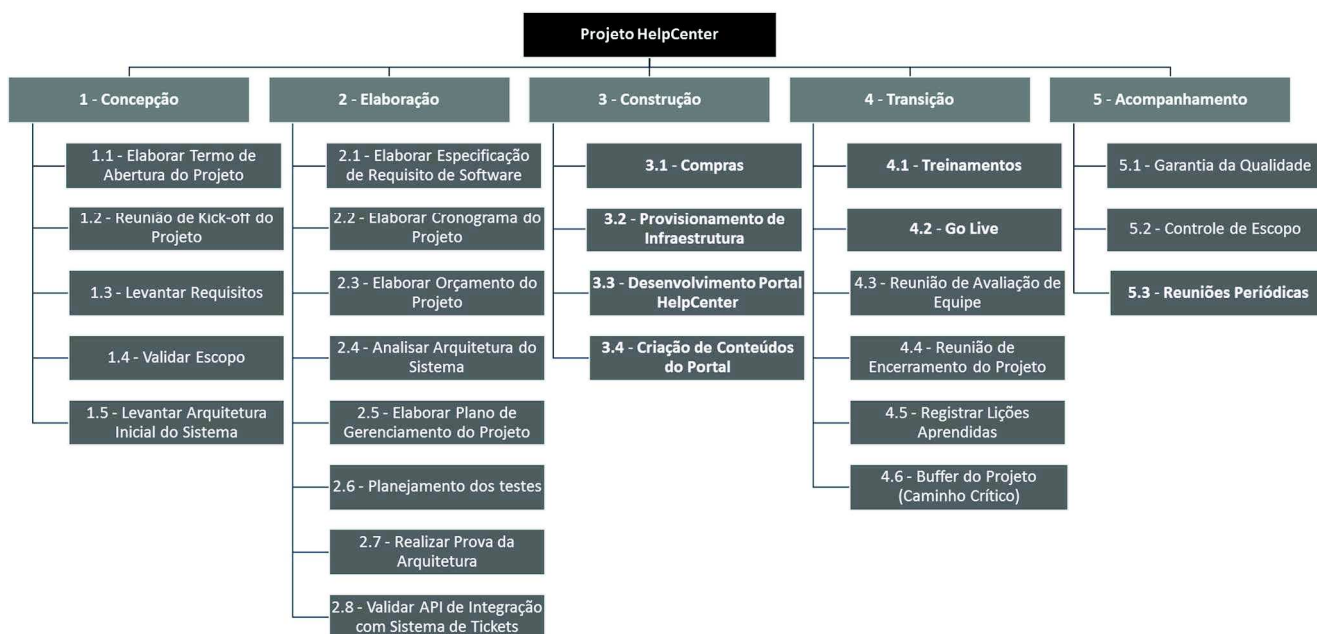 Projeto HelpCenter
1 - Concepção
1.1 - Elaborar Termo de
Abertura do Projeto
1.2 - Reunião de Kick-off do
Projeto
1.3 - Levantar Requisitos
1.4 - Validar Escopo
1.5 - Levantar Arquitetura
Inicial do Sistema
2 - Elaboração
2.1 - Elaborar Especificação
de Requisito de Software
2.2 - Elaborar Cronograma do
Projeto
2.3 - Elaborar Orçamento do
Projeto
2.4 - Analisar Arquitetura do
Sistema
2.5 - Elaborar Plano de
Gerenciamento do Projeto
2.6 - Planejamento dos testes
2.7 - Realizar Prova da
Arquitetura
2.8 - Validar API de Integração
com Sistema de Tickets
3 - Construção
3.1 - Compras
3.2 - Provisionamento de
Infraestrutura
3.3 - Desenvolvimento Portal
HelpCenter
3.4 - Criação de Conteúdos
do Portal
4 - Transição
4.1 - Treinamentos
4.2 - Go Live
4.3 - Reunião de Avaliação de
Equipe
4.4 - Reunião de
Encerramento do Projeto
4.5 - Registrar Lições
Aprendidas
4.6 - Buffer do Projeto
(Caminho Crítico)
5 - Acompanhamento
5.1 - Garantia da Qualidade
5.2 - Controle de Escopo
5.3 - Reuniões Periódicas